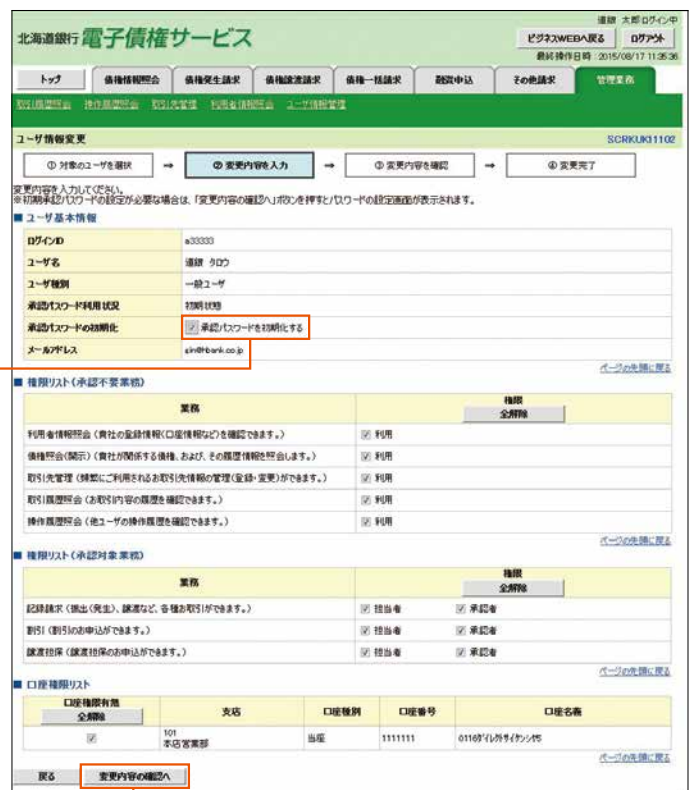 道銀 太郎ログイン中
北海道銀行 電子債権サービス
ビジネスWEBへ戻る ログアウト
最終操作日時：2015/08/17 11:35:36
トップ 債権情報照会 債権発生請求 債権譲渡請求 債権一括請求 融資申込 その他請求 管理業務
取引履歴照会 操作履歴照会 取引先管理 利用者情報照会 ユーザ情報管理
ユーザ情報変更 SCRKUK11102
① 対象のユーザを選択 → ② 変更内容を入力 → ③ 変更内容を確認 → ④ 変更完了
変更内容を入力してください。
※初期承認パスワードの設定が必要な場合は、「変更内容の確認へ」ボタンを押すとパスワードの設定画面が表示されます。
■ ユーザ基本情報
ログインID a33333
ユーザ名 道銀 タロウ
ユーザ種別 一般ユーザ
承認パスワード利用状況 初期状態
承認パスワードの初期化 承認パスワードを初期化する
メールアドレス
ページの先頭に戻る
■ 権限リスト（承認不要業務）
業務 権限
全解除
利用者情報照会（貴社の登録情報（口座情報など）を確認できます。） 利用
債権照会（開示）（貴社が関係する債権、および、その履歴情報を照会します。） 利用
取引先管理（頻繁にご利用されるお取引先情報の管理（登録・変更）ができます。） 利用
取引履歴照会（お取引内容の履歴を確認できます。） 利用
操作履歴照会（他ユーザの操作履歴を確認できます。） 利用
ページの先頭に戻る
■ 権限リスト（承認対象業務）
業務 権限
全解除
記録請求（振出（発生）、譲渡など、各種お取引ができます。） 担当者 承認者
割引（割引のお申込ができます。） 担当者 承認者
譲渡担保（譲渡担保のお申込ができます。） 担当者 承認者
ページの先頭に戻る
■ 口座権限リスト
口座権限有無 支店 口座種別 口座番号 口座名義
全解除
101
本店営業部 当座 1111111
ページの先頭に戻る
戻る 変更内容の確認へ